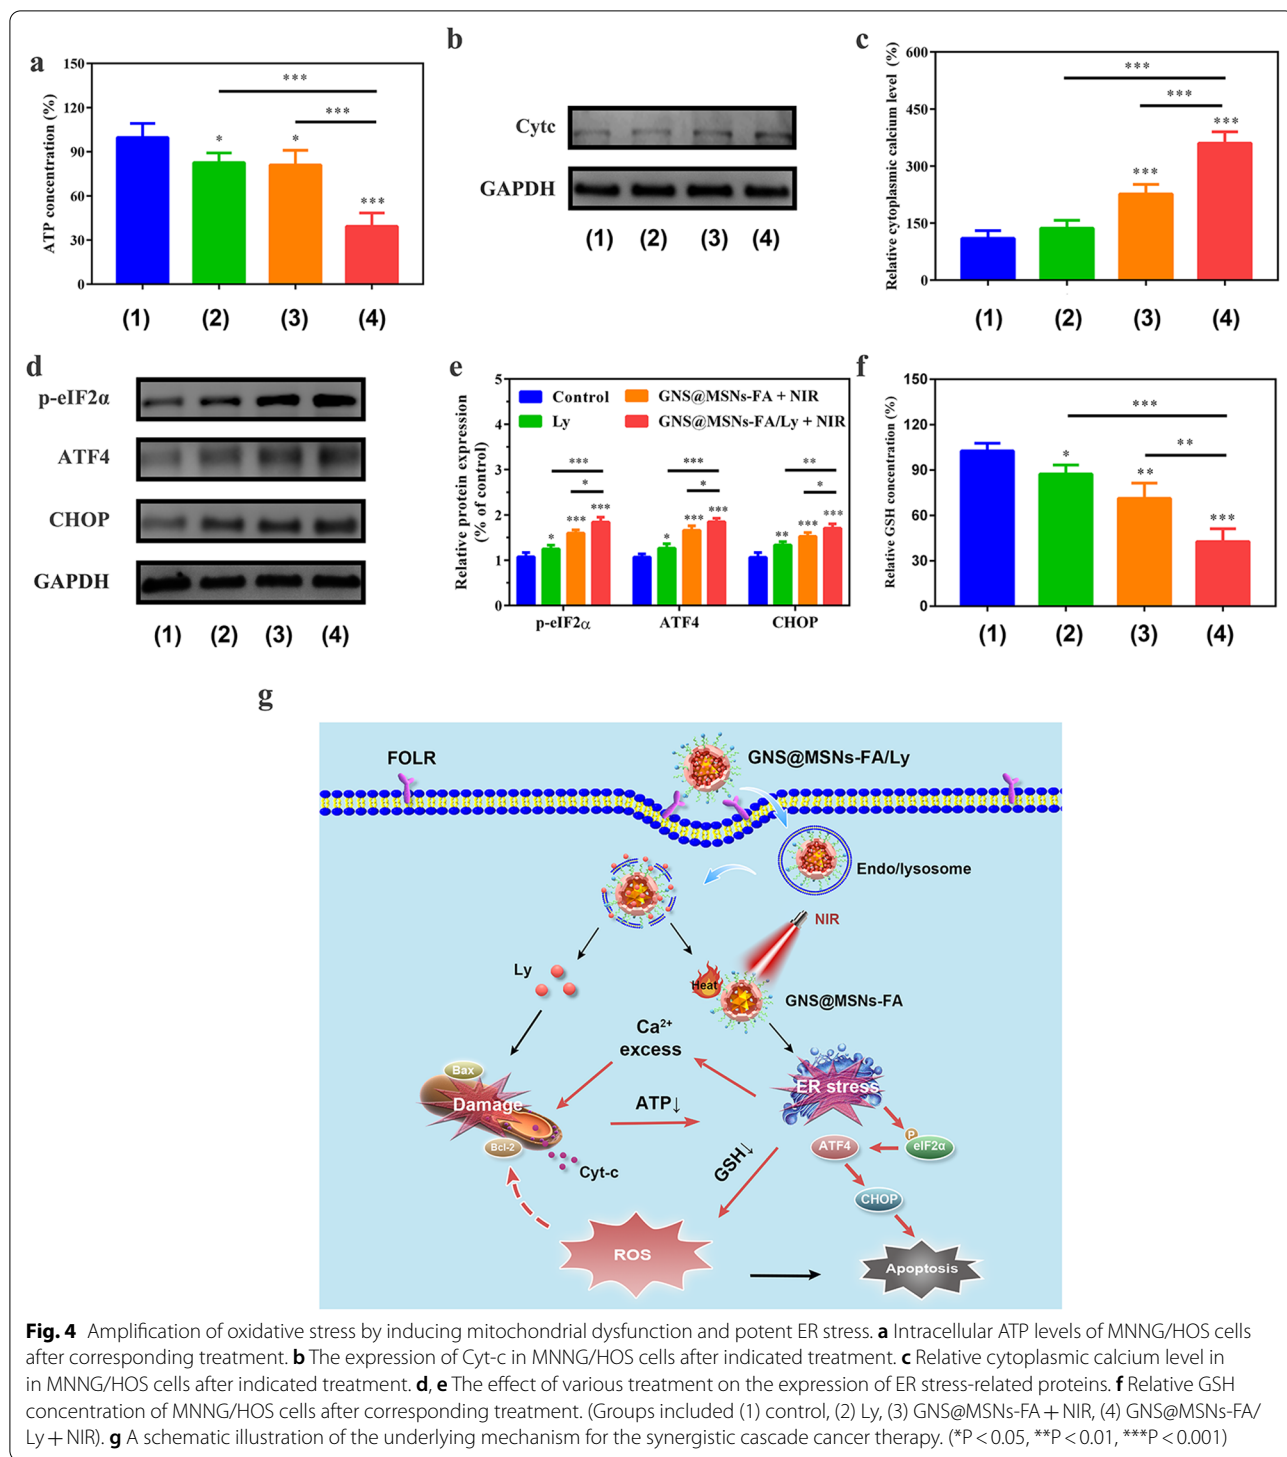 a
150
120
90
60
30
0
ATP concentration (%)
***
***
*
*
***
(1)
(2)
(3)
(4)
b
Cytc
GAPDH
(1)
(2)
(3)
(4)
c
600
450
300
150
0
Relative cytoplasmic calcium level (%)
***
***
***
***
(1)
(2)
(3)
(4)
d
p-eIF2α
ATF4
CHOP
GAPDH
(1)
(2)
(3)
(4)
e
5
4
3
2
1
0
Relative protein expression
(% of control)
Control
GNS@MSNs-FA + NIR
Ly
GNS@MSNs-FA/Ly + NIR
***
*
*
***
***
***
*
*
***
***
**
*
**
***
***
p-eIF2α
ATF4
CHOP
f
150
120
90
60
30
0
Relative GSH concentration (%)
***
**
*
**
***
(1)
(2)
(3)
(4)
g
FOLR
GNS@MSNs-FA/Ly
Endo/lysosome
NIR
Ly
Heat
GNS@MSNs-FA
Ca²⁺
excess
Bax
ER stress
Damage
ATP↓
P
Bcl-2
ATF4
eIF2α
Cyt-c
GSH↓
CHOP
ROS
Apoptosis
Fig. 4 Amplification of oxidative stress by inducing mitochondrial dysfunction and potent ER stress. a Intracellular ATP levels of MNNG/HOS cells
after corresponding treatment. b The expression of Cyt-c in MNNG/HOS cells after indicated treatment. c Relative cytoplasmic calcium level in
in MNNG/HOS cells after indicated treatment. d, e The effect of various treatment on the expression of ER stress-related proteins. f Relative GSH
concentration of MNNG/HOS cells after corresponding treatment. (Groups included (1) control, (2) Ly, (3) GNS@MSNs-FA + NIR, (4) GNS@MSNs-FA/
Ly + NIR). g A schematic illustration of the underlying mechanism for the synergistic cascade cancer therapy. (*P < 0.05, **P < 0.01, ***P < 0.001)